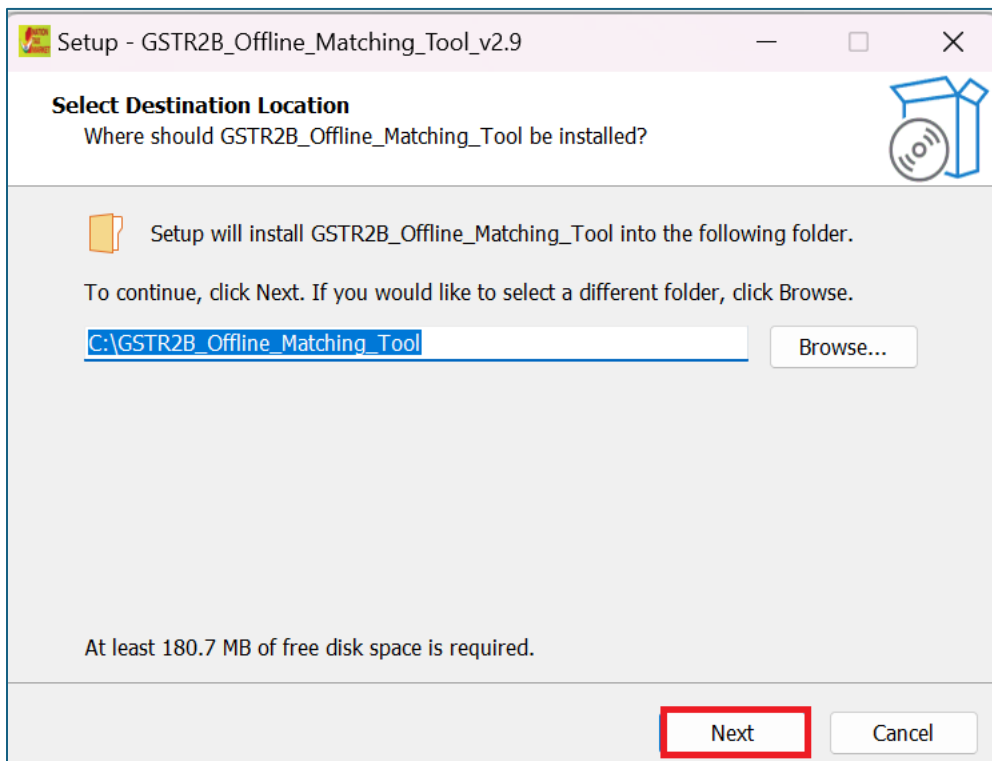 Setup - GSTR2B_Offline_Matching_Tool_v2.9
Select Destination Location
Where should GSTR2B_Offline_Matching_Tool be installed?
Setup will install GSTR2B_Offline_Matching_Tool into the following folder.
To continue, click Next. If you would like to select a different folder, click Browse.
C:\GSTR2B_Offline_Matching_Tool
Browse...
At least 180.7 MB of free disk space is required.
Next
Cancel